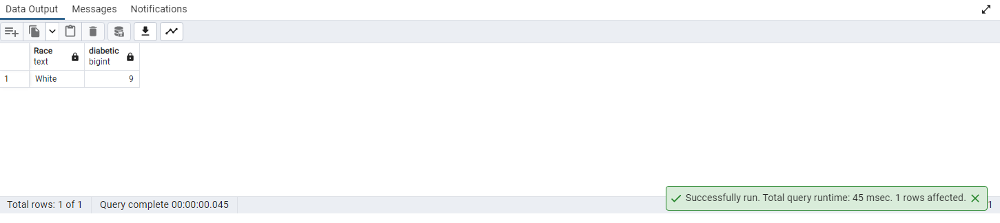 Data Output Messages Notifications
Race diabetic
text bigint
1 White 9
Successfully run. Total query runtime: 45 msec. 1 rows affected.
Total rows: 1 of 1 Query complete 00:00:00.045 1